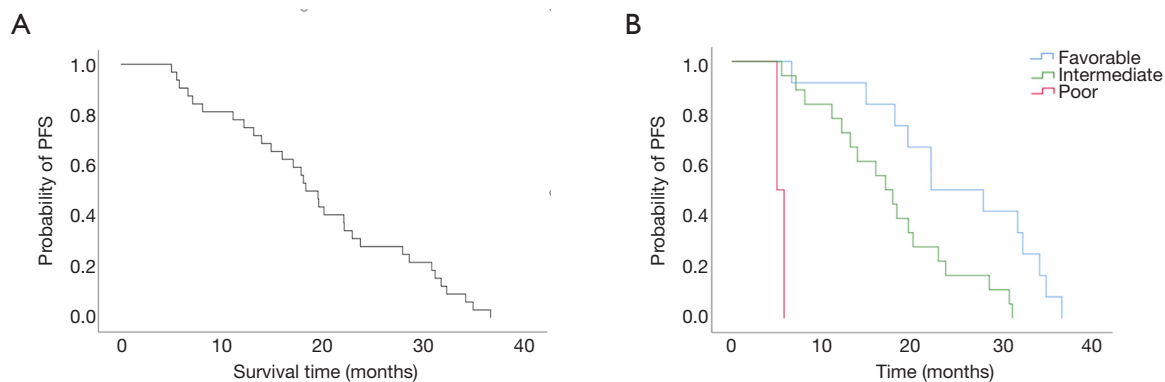 A
Probability of PFS
1.0
0.8
0.6
0.4
0.2
0.0
0 10 20 30 40
Survival time (months)
B
Probability of PFS
1.0
0.8
0.6
0.4
0.2
0.0
0 10 20 30 40
Time (months)
Favorable
Intermediate
Poor